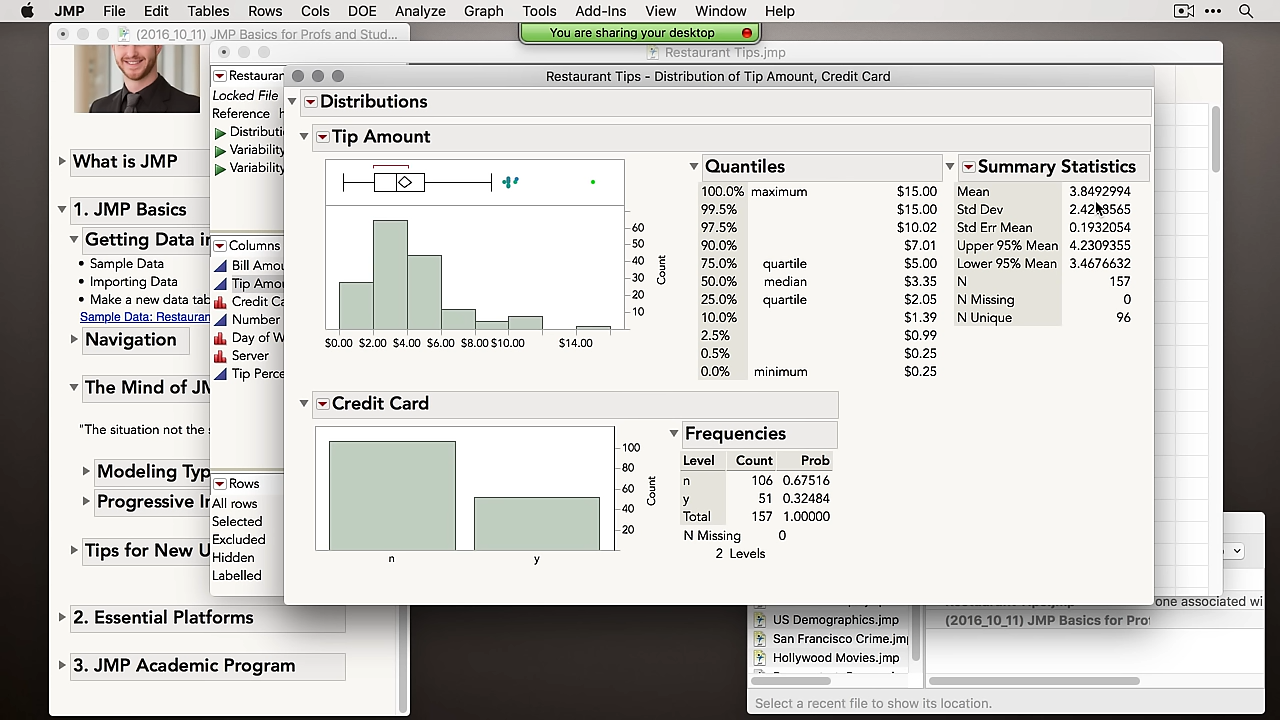 JMP File Edit Tables Rows Cols DOE Analyze Graph Tools Add-Ins View Window Help
You are sharing your desktop
(2016_10_11) JMP Basics for Profs and Stud...
Restaurant Tips.jmp
What is JMP
1. JMP Basics
Getting Data in
• Sample Data
• Importing Data
• Make a new data tab
Sample Data: Restauran
Navigation
The Mind of JM
"The situation not the s
Modeling Typ
Progressive In
Tips for New U
2. Essential Platforms
3. JMP Academic Program
Restauran
Locked File
Reference
Distributi
Variability
Variability
Columns
Bill Amou
Tip Amou
Credit Ca
Number
Day of W
Server
Tip Perce
Rows
All rows
Selected
Excluded
Hidden
Labelled
Restaurant Tips - Distribution of Tip Amount, Credit Card
Distributions
Tip Amount
60
50
40
30
20
10
Count
$0.00 $2.00 $4.00 $6.00 $8.00 $10.00 $14.00
Quantiles
100.0% maximum $15.00
99.5% $15.00
97.5% $10.02
90.0% $7.01
75.0% quartile $5.00
50.0% median $3.35
25.0% quartile $2.05
10.0% $1.39
2.5% $0.99
0.5% $0.25
0.0% minimum $0.25
Summary Statistics
Mean 3.8492994
Std Dev
Std Err Mean 0.1932054
Upper 95% Mean 4.2309355
Lower 95% Mean 3.4676632
N 157
N Missing 0
N Unique 96
Credit Card
100
80
60
40
20
Count
n y
Frequencies
Level Count Prob
n 106 0.67516
y 51 0.32484
Total 157 1.00000
N Missing 0
2 Levels
one associated wi
US Demographics.jmp
(2016_10_11) JMP Basics for Prof
San Francisco Crime.jmp
Hollywood Movies.jmp
Select a recent file to show its location.